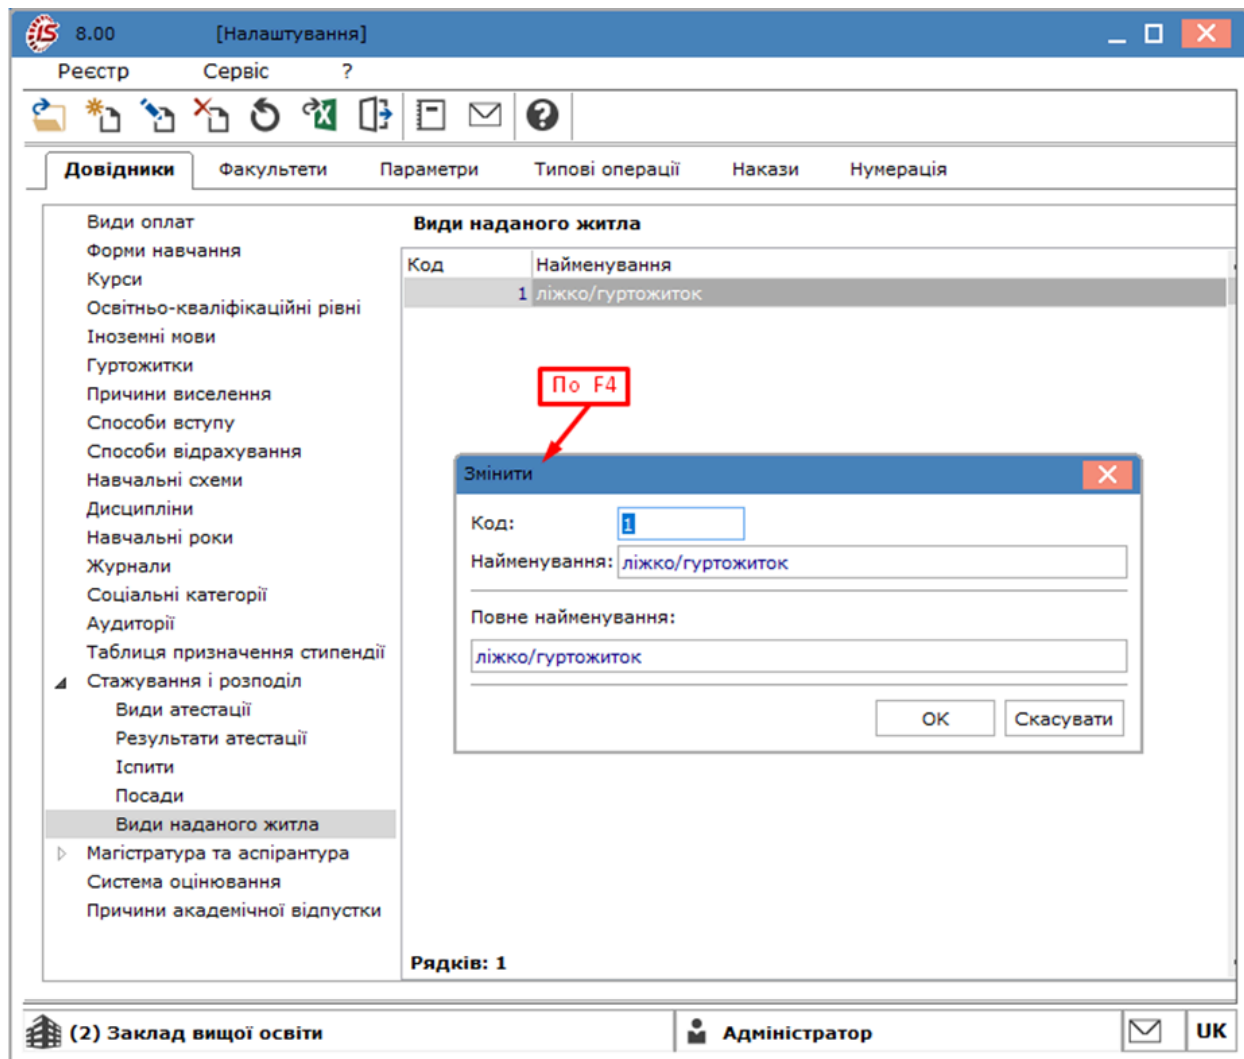 8.00 [Налаштування]
Реєстр Сервіс ?
Довідники Факультети Параметри Типові операції Накази Нумерація
Види оплат
Форми навчання
Курси
Освітньо-кваліфікаційні рівні
Іноземні мови
Гуртожитки
Причини виселення
Способи вступу
Способи відрахування
Навчальні схеми
Дисципліни
Навчальні роки
Журнали
Соціальні категорії
Аудиторії
Таблиця призначення стипендії
Стажування і розподіл
Види атестації
Результати атестації
Іспити
Посади
Види наданого житла
Магістратура та аспірантура
Система оцінювання
Причини академічної відпустки
Види наданого житла
Код Найменування
1 ліжко/гуртожиток
По F4
Змінити
Код: 1
Найменування: ліжко/гуртожиток
Повне найменування:
ліжко/гуртожиток
OK Скасувати
Рядків: 1
(2) Заклад вищої освіти Адміністратор UK